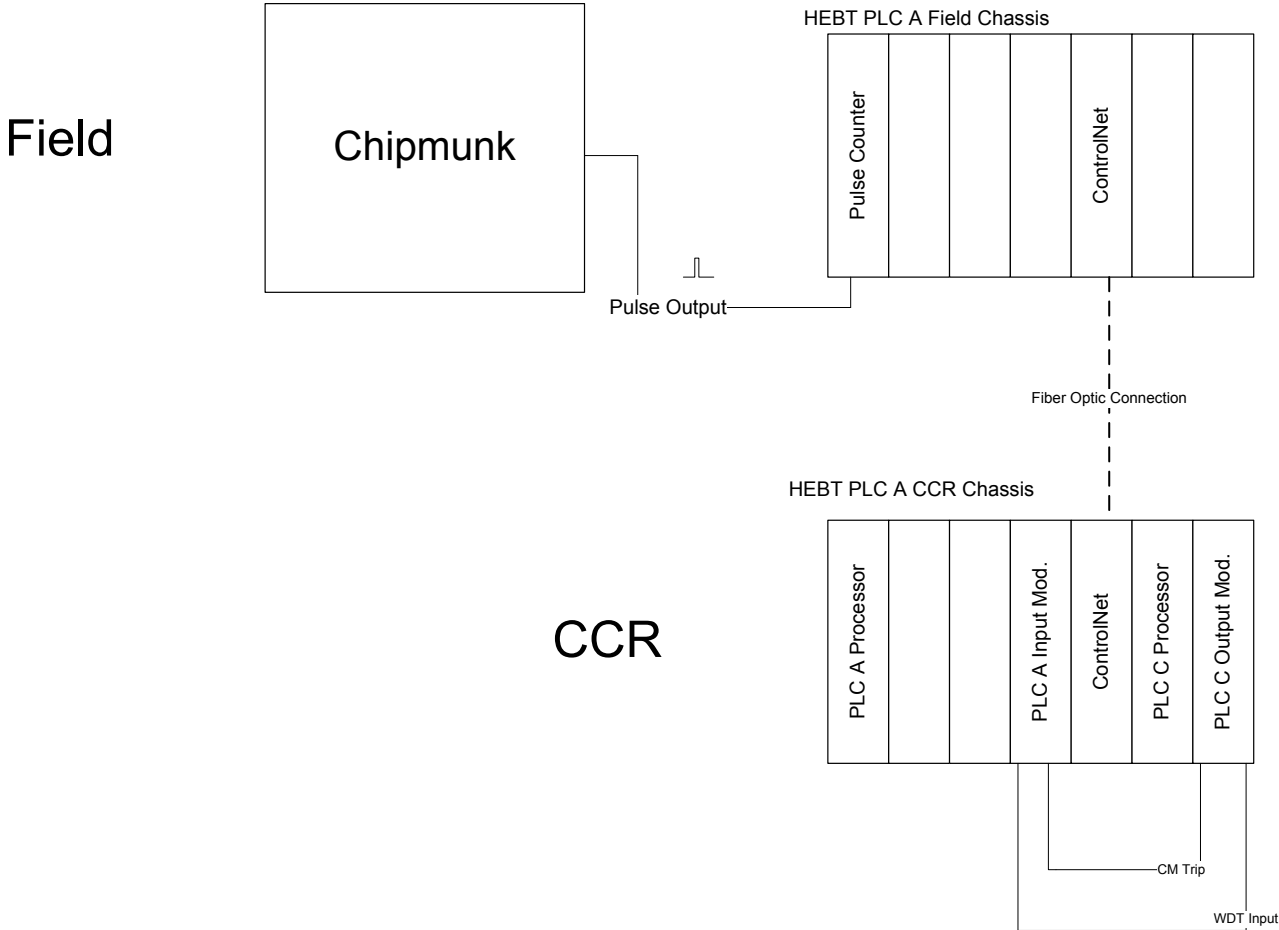 HEBT PLC A Field Chassis
Field
Chipmunk
Pulse Counter
ControlNet
Pulse Output
Fiber Optic Connection
HEBT PLC A CCR Chassis
CCR
PLC A Processor
PLC A Input Mod.
ControlNet
PLC C Processor
PLC C Output Mod.
CM Trip
WDT Input